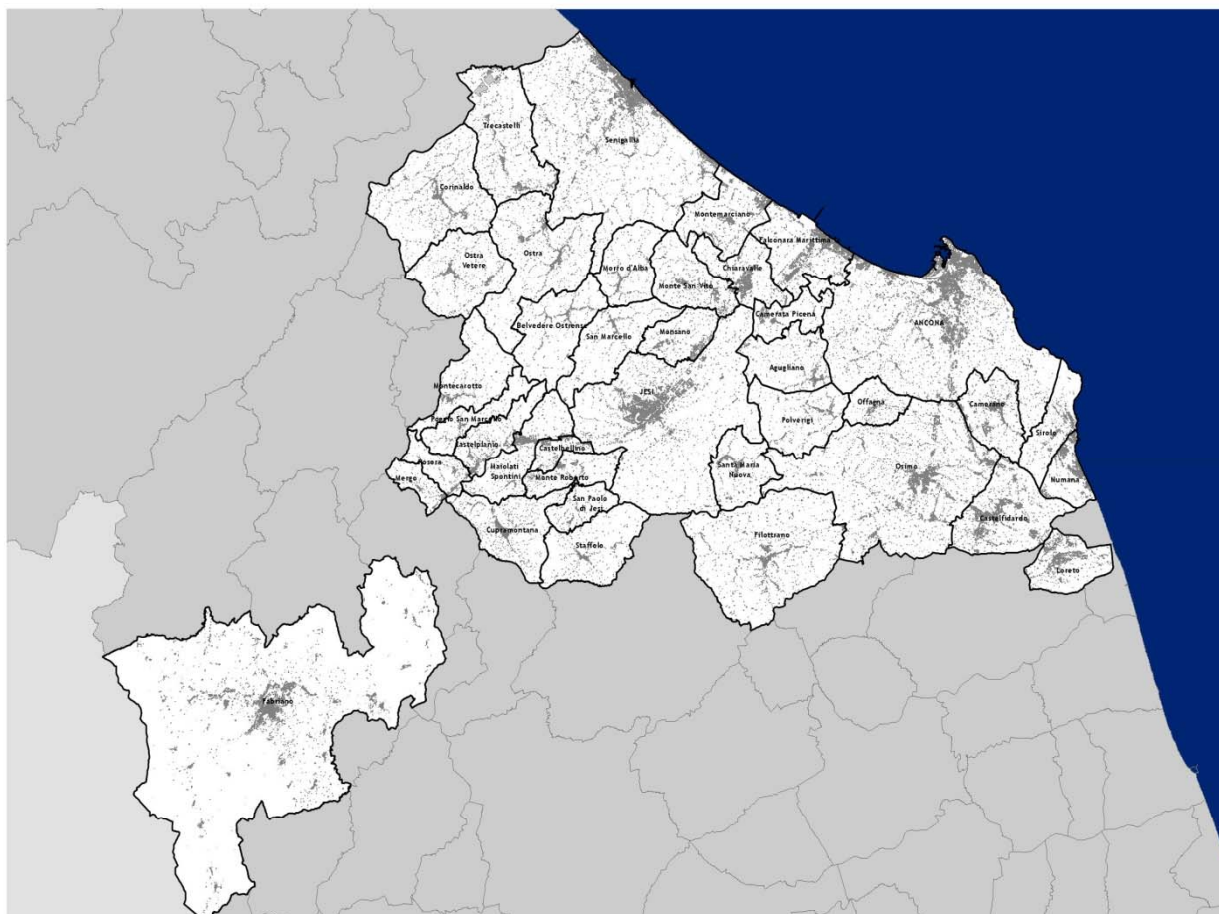 Trecastelli
Senigallia
Corinaldo
Montemarciano
Falconara Marittima
Ostra
Vetere
Ostra
Morro d'Alba
Chiaravalle
Monte San Vito
Camerata Picena
Belvedere Ostrense
San Marcello
Monsano
ANCONA
Agugliano
Montecarotto
JESI
Offagna
Camerano
Poggio San Marcello
Polverigi
Sirolo
Castelplanio
Castelbellino
Rosora
Maiolati
Spontini
Santa Maria
Nuova
Osimo
Mergo
Monte Roberto
Numana
San Paolo
di Jesi
Castelfidardo
Cupramontana
Filottrano
Staffolo
Loreto
Fabriano